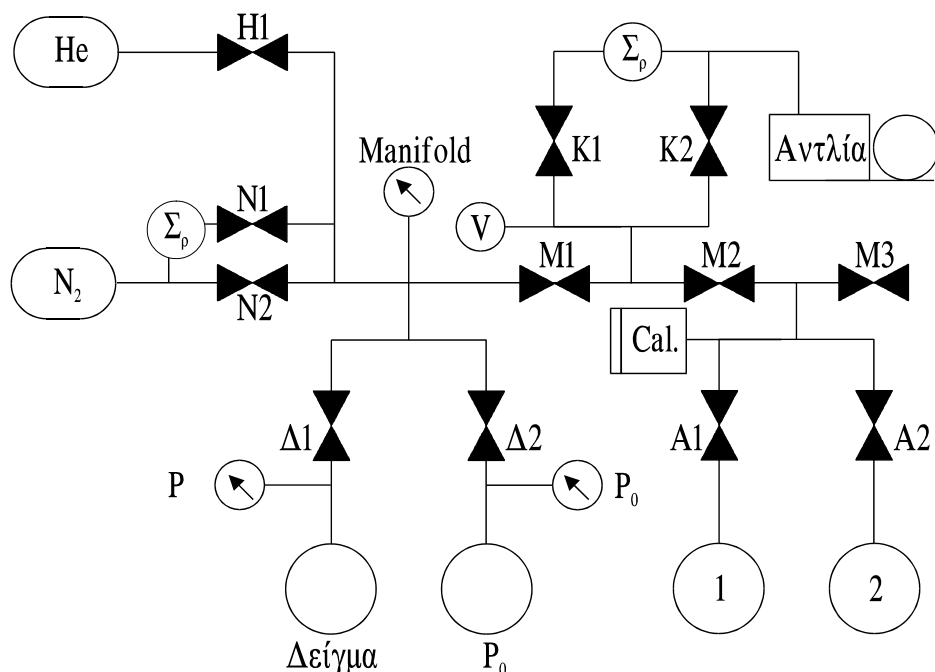 He
H1
Σρ
K1
K2
Αντλία
Manifold
N1
Σρ
V
N₂
N2
M1
M2
M3
Cal.
Δ1
Δ2
A1
A2
P
P₀
1
2
Δείγμα
P₀